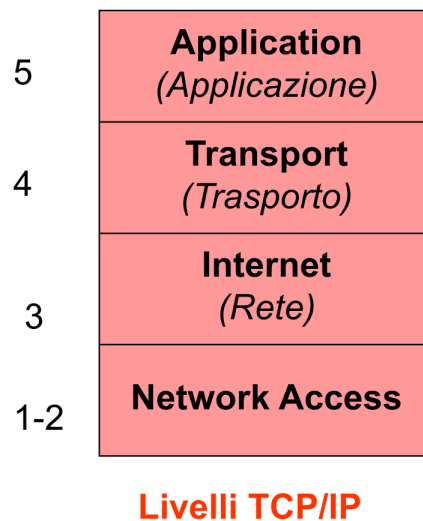 5
Application
(Applicazione)
4
Transport
(Trasporto)
Internet
3
(Rete)
1-2
Network Access
Livelli TCP/IP